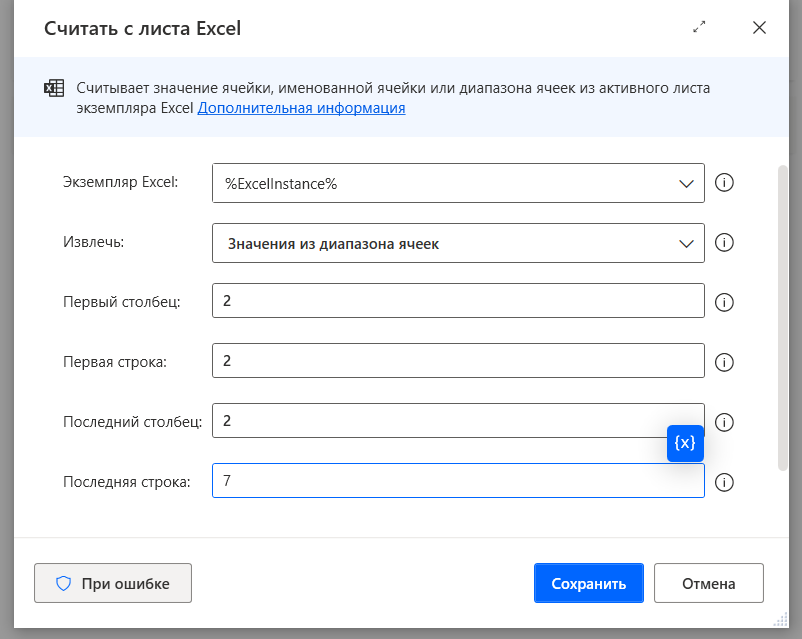 Считать с листа Excel
Считывает значение ячейки, именованной ячейки или диапазона ячеек из активного листа
экземпляра Excel Дополнительная информация
Экземпляр Excel: %ExcelInstance%
Извлечь: Значения из диапазона ячеек
Первый столбец: 2
Первая строка: 2
Последний столбец: 2
{x}
Последняя строка: 7
При ошибке Сохранить Отмена